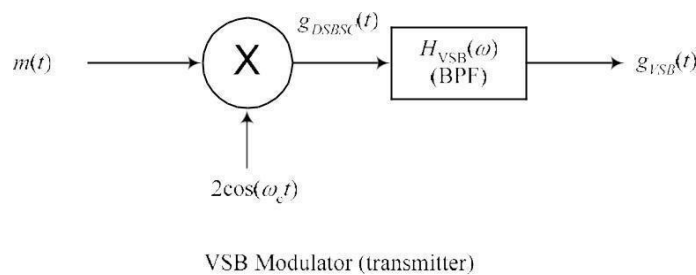 g_DSBSC(t)
m(t)
X
H_VSB(ω)
(BPF)
g_VSB(t)
2cos(ω_c t)
VSB Modulator (transmitter)